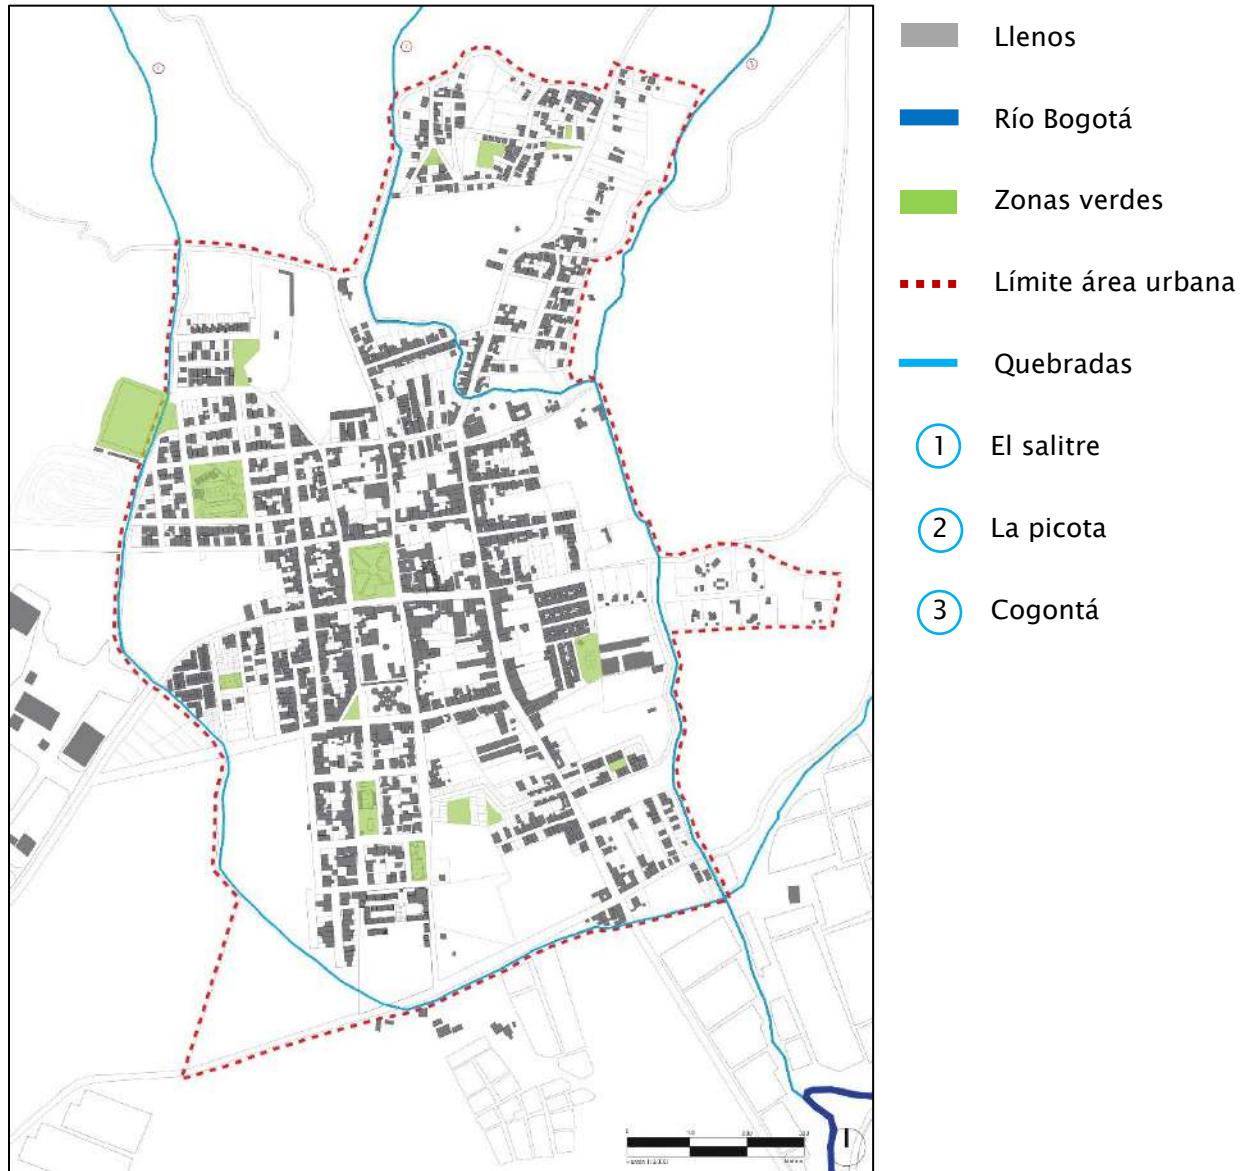 Llenos
Río Bogotá
Zonas verdes
Límite área urbana
Quebradas
1 El salitre
2 La picota
3 Cogontá